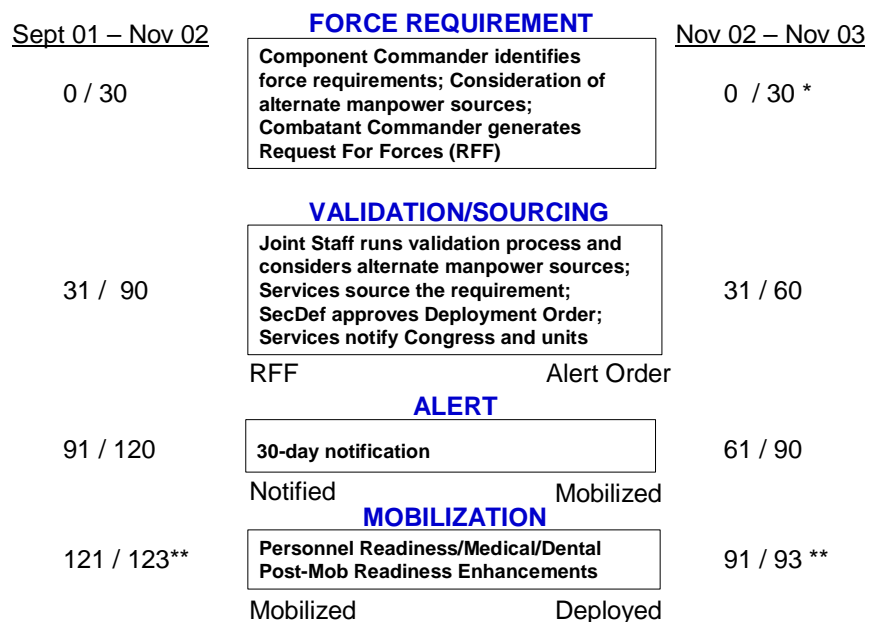 FORCE REQUIREMENT
Sept 01 – Nov 02
Nov 02 – Nov 03
0 / 30
Component Commander identifies
force requirements; Consideration of
alternate manpower sources;
Combatant Commander generates
Request For Forces (RFF)
0 / 30 *
VALIDATION/SOURCING
31 / 90
Joint Staff runs validation process and
considers alternate manpower sources;
Services source the requirement;
SecDef approves Deployment Order;
Services notify Congress and units
31 / 60
RFF
Alert Order
ALERT
91 / 120
30-day notification
61 / 90
Notified
Mobilized
MOBILIZATION
121 / 123**
Personnel Readiness/Medical/Dental
Post-Mob Readiness Enhancements
91 / 93 **
Mobilized
Deployed